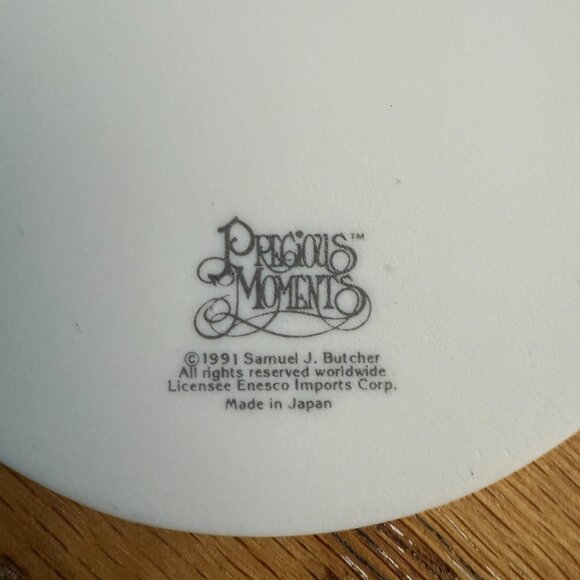 PRECIOUS™
MOMENTS
©1991 Samuel J. Butcher
All rights reserved worldwide
Licensee Enesco Imports Corp.
Made in Japan